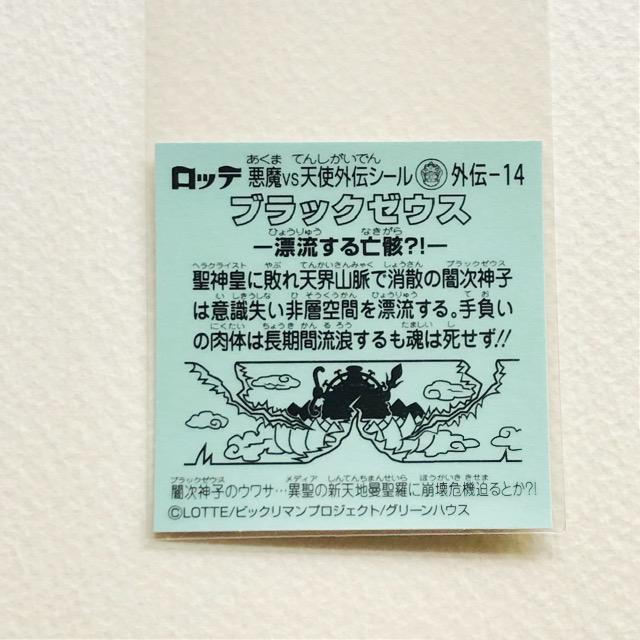 あくま てんしがいでん
ロッテ 悪魔VS天使外伝シール 外伝-14
ブラックゼウス
ひょうりゅう なきがら
ー漂流する亡骸?!ー
ヘラクライスト やぶ てんかいさんみゃく しょうさん ブラックゼウス
聖神皇に敗れ天界山脈で消散の闇次神子
いしきうしな ひそうくうかん ひょうりゅう てお
は意識失い非層空間を漂流する。手負い
にくたい ちょうきかんるろう たましい し
の肉体は長期間流浪するも魂は死せず!!
ブラックゼウス メディア しんてんちまんせいら ほうかいきき せま
闇次神子のウワサ…異聖の新天地曼聖羅に崩壊危機迫るとか?!
©LOTTE/ビックリマンプロジェクト/グリーンハウス